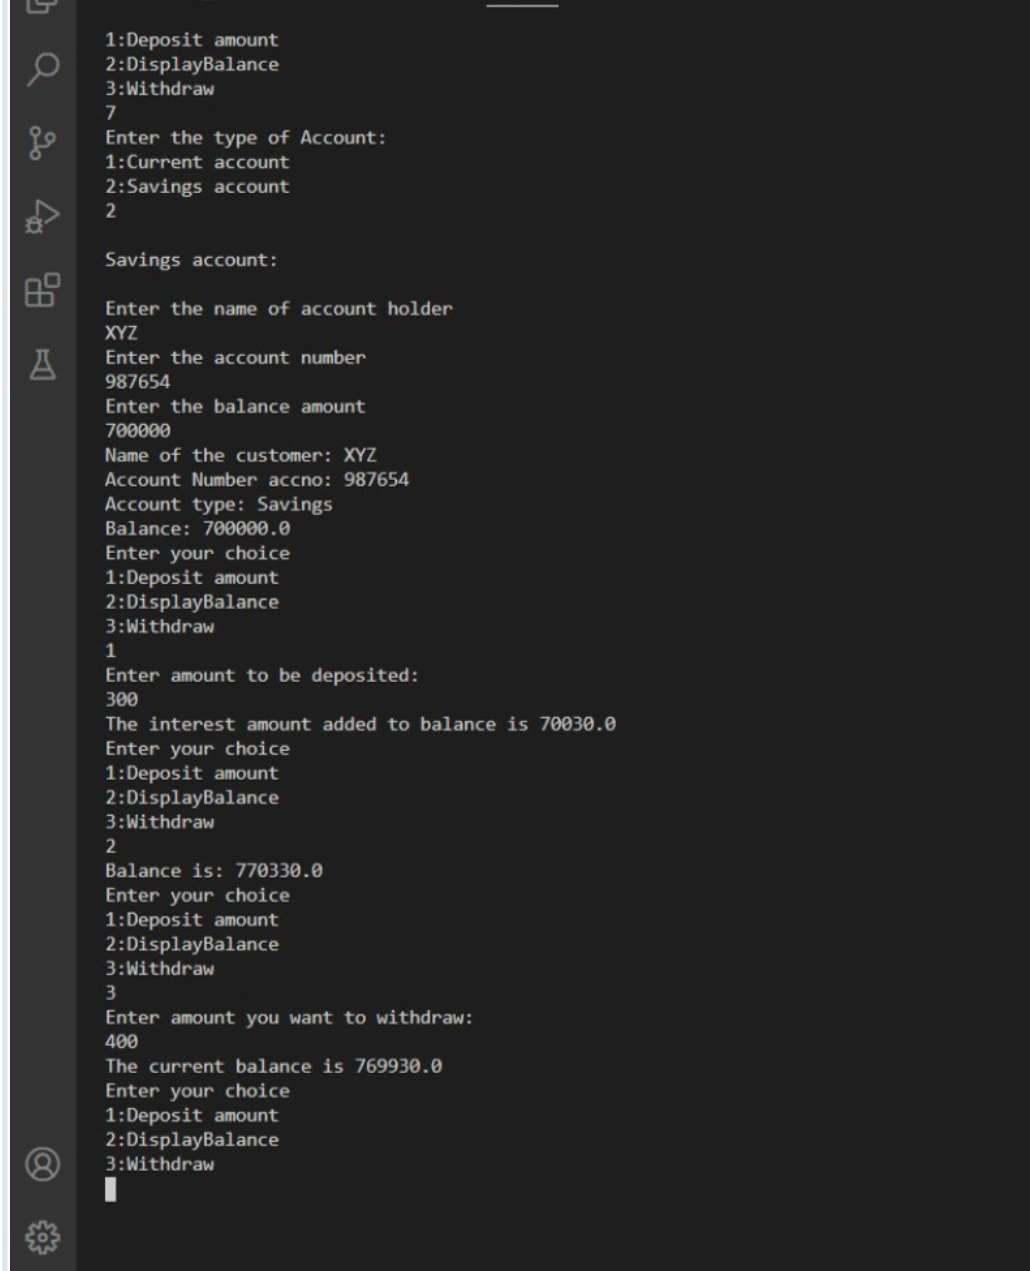 1:Deposit amount
2:DisplayBalance
3:Withdraw
7
Enter the type of Account:
1:Current account
2:Savings account
2
Savings account:
Enter the name of account holder
XYZ
Enter the account number
987654
Enter the balance amount
700000
Name of the customer: XYZ
Account Number accno: 987654
Account type: Savings
Balance: 700000.0
Enter your choice
1:Deposit amount
2:DisplayBalance
3:Withdraw
1
Enter amount to be deposited:
300
The interest amount added to balance is 70030.0
Enter your choice
1:Deposit amount
2:DisplayBalance
3:Withdraw
2
Balance is: 770330.0
Enter your choice
1:Deposit amount
2:DisplayBalance
3:Withdraw
3
Enter amount you want to withdraw:
400
The current balance is 769930.0
Enter your choice
1:Deposit amount
2:DisplayBalance
3:Withdraw